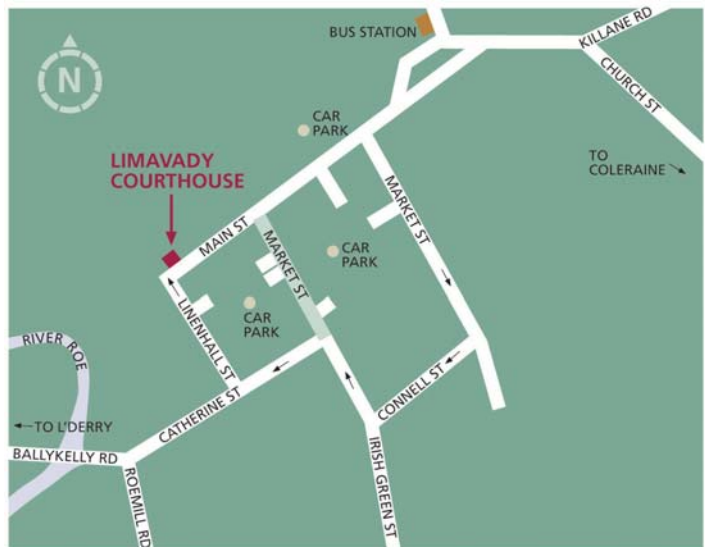 BUS STATION
KILLANE RD
CHURCH ST
N
CAR
PARK
TO
COLERAINE
LIMAVADY
COURTHOUSE
MAIN ST
MARKET ST
MARKET ST
CAR
PARK
CAR
PARK
LINENHALL ST
RIVER ROE
CONNELL ST
CATHERINE ST
TO L'DERRY
BALLYKELLY RD
ROEMILL RD
IRISH GREEN ST